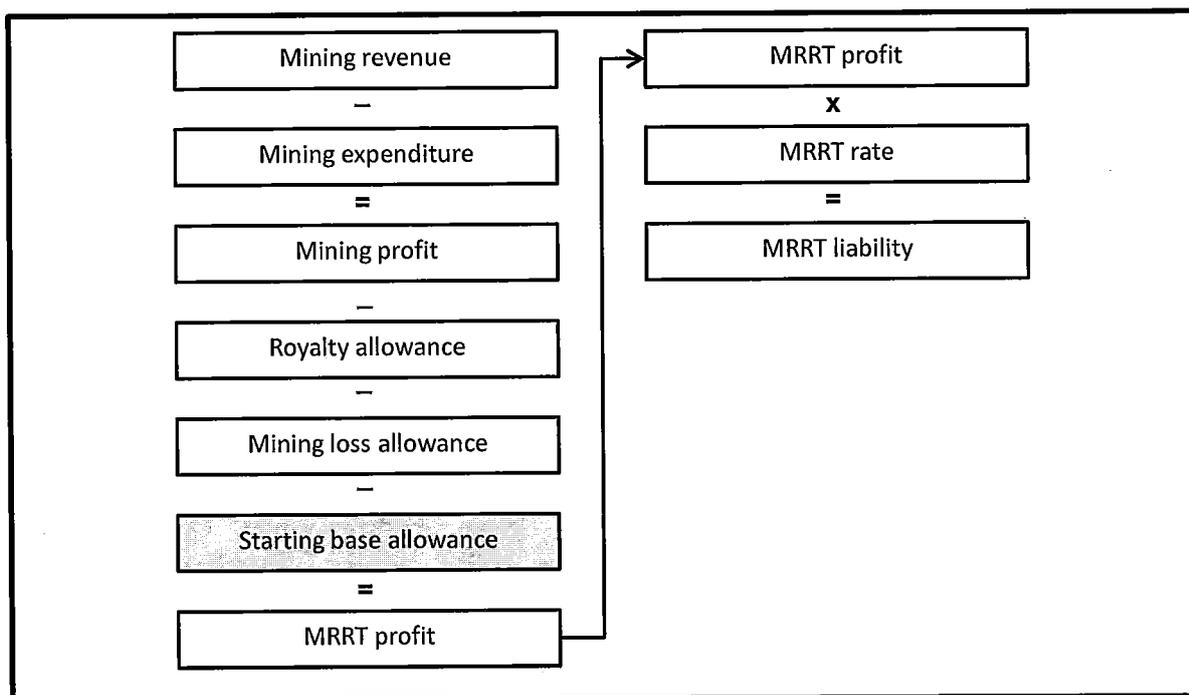 Mining revenue
–
Mining expenditure
=
Mining profit
–
Royalty allowance
–
Mining loss allowance
–
Starting base allowance
=
MRRT profit
MRRT profit
x
MRRT rate
=
MRRT liability